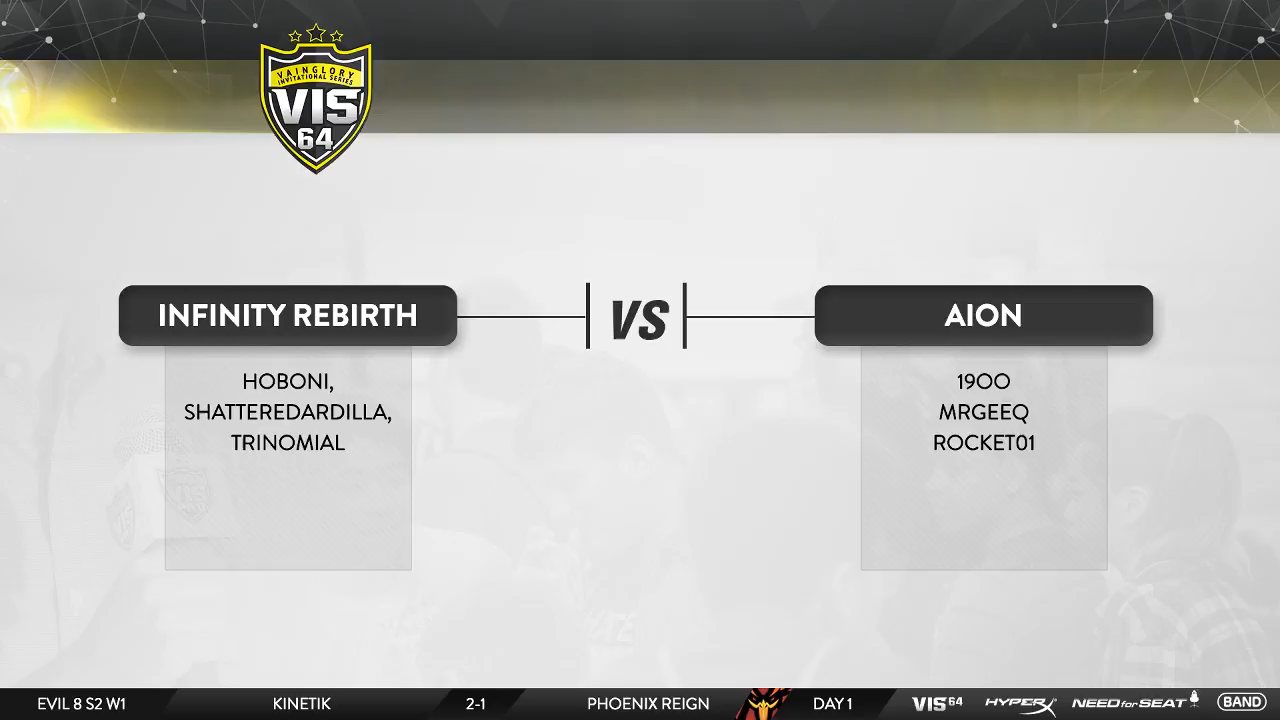 VAINGLORY
INVITATIONAL SERIES
VIS
64
INFINITY REBIRTH
VS
AION
HOBONI,
SHATTEREDARDILLA,
TRINOMIAL
1900
MRGEEQ
ROCKET01
EVIL 8 S2 W1 KINETIK 2-1 PHOENIX REIGN DAY 1 VIS64 HYPERX NEED for SEAT BAND